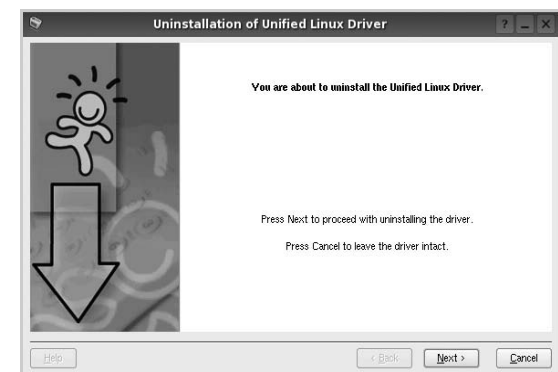 Uninstallation of Unified Linux Driver
You are about to uninstall the Unified Linux Driver.
Press Next to proceed with uninstalling the driver.
Press Cancel to leave the driver intact.
Help
< Back
Next >
Cancel